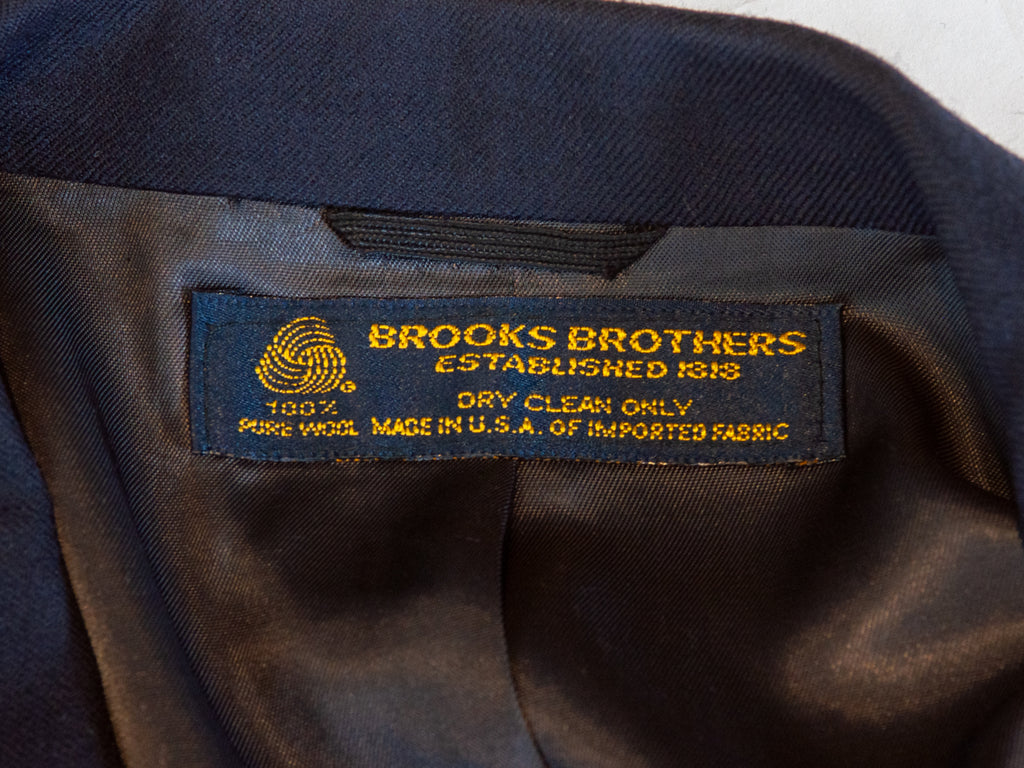 BROOKS BROTHERS
ESTABLISHED 1818
100%
PURE WOOL
DRY CLEAN ONLY
MADE IN U.S.A. OF IMPORTED FABRIC